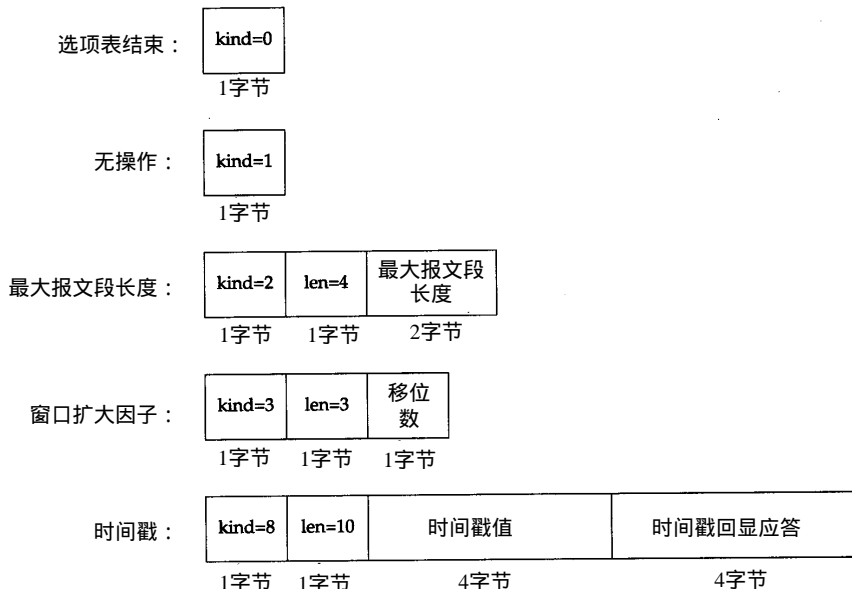 选项表结束：
kind=0
1字节
无操作：
kind=1
1字节
最大报文段长度：
kind=2
len=4
最大报文段
长度
1字节
1字节
2字节
窗口扩大因子：
kind=3
len=3
移位
数
1字节
1字节
1字节
时间戳：
kind=8
len=10
时间戳值
时间戳回显应答
1字节
1字节
4字节
4字节